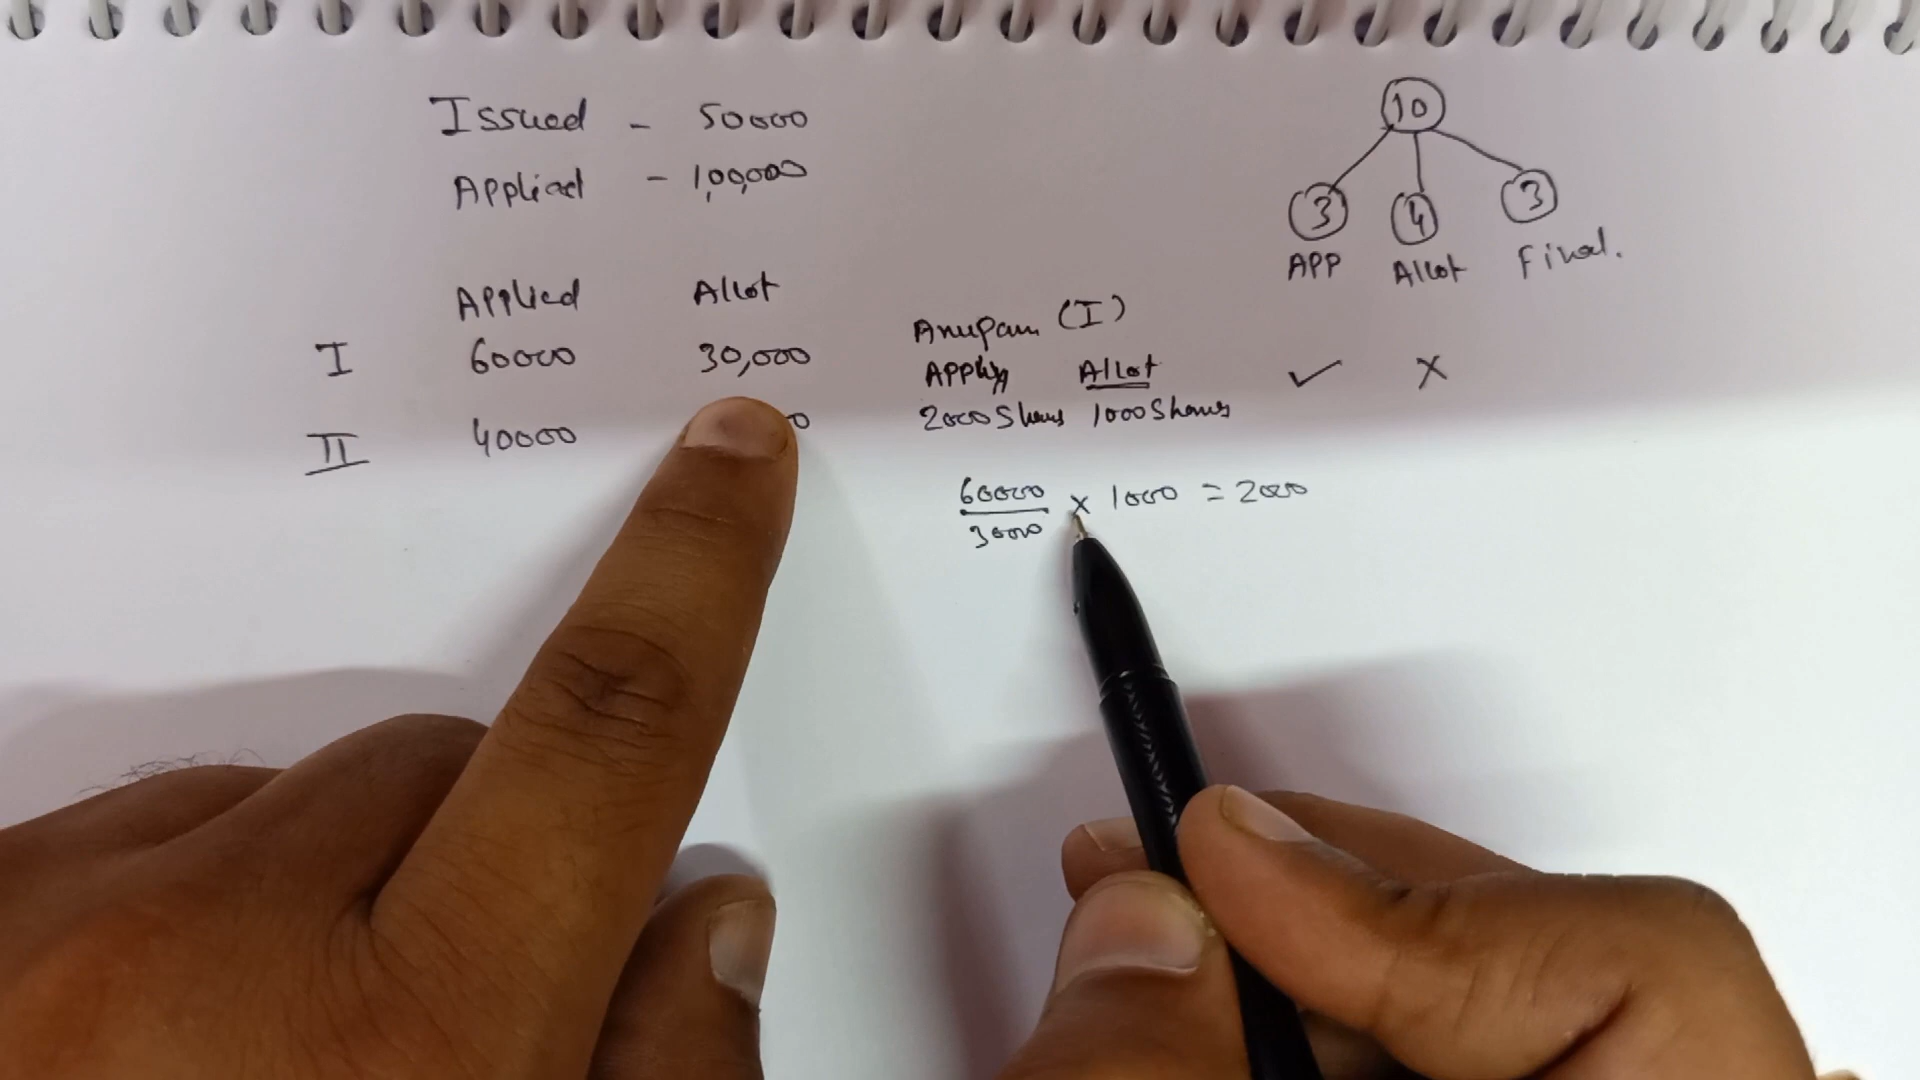 Issued - 50000
Applied - 1,00,000
10
3 4 3
APP Allot Final.
Applied Allot
I 60000 30,000
II 40000
Anupam (I)
Apply Allot ✓ X
2000 Shares 1000 Shares
60000
30000
× 1000 = 2000